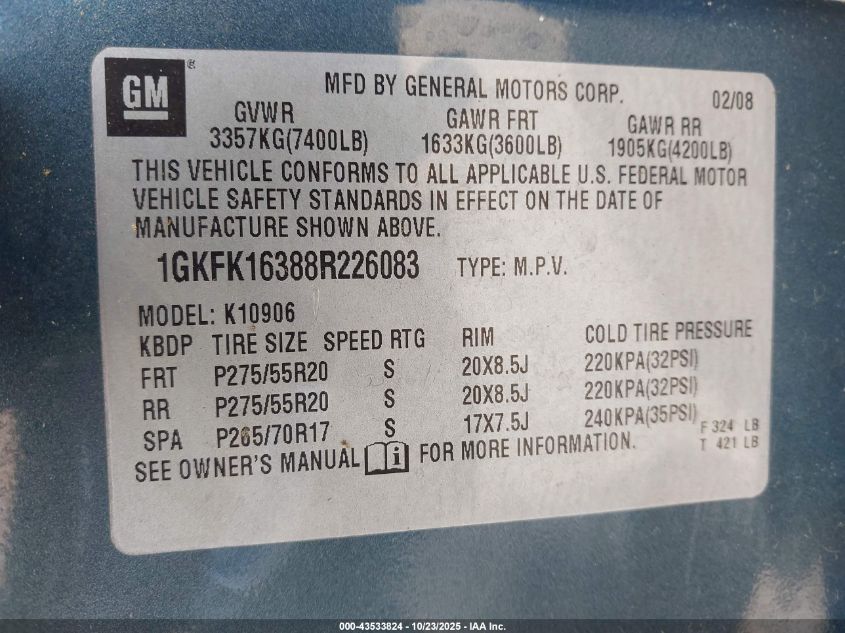 GM ®
MFD BY GENERAL MOTORS CORP. 02/08
GVWR GAWR FRT GAWR RR
3357KG(7400LB) 1633KG(3600LB) 1905KG(4200LB)
THIS VEHICLE CONFORMS TO ALL APPLICABLE U.S. FEDERAL MOTOR
VEHICLE SAFETY STANDARDS IN EFFECT ON THE DATE OF
MANUFACTURE SHOWN ABOVE.
1GKFK16388R226083 TYPE: M.P.V.
MODEL: K10906
KBDP TIRE SIZE SPEED RTG RIM COLD TIRE PRESSURE
FRT P275/55R20 S 20X8.5J 220KPA(32PSI)
RR P275/55R20 S 20X8.5J 220KPA(32PSI)
SPA P265/70R17 S 17X7.5J 240KPA(35PSI) F 324 LB
SEE OWNER'S MANUAL i FOR MORE INFORMATION. T 421 LB
000-43533824 - 10/23/2025 - IAA Inc.